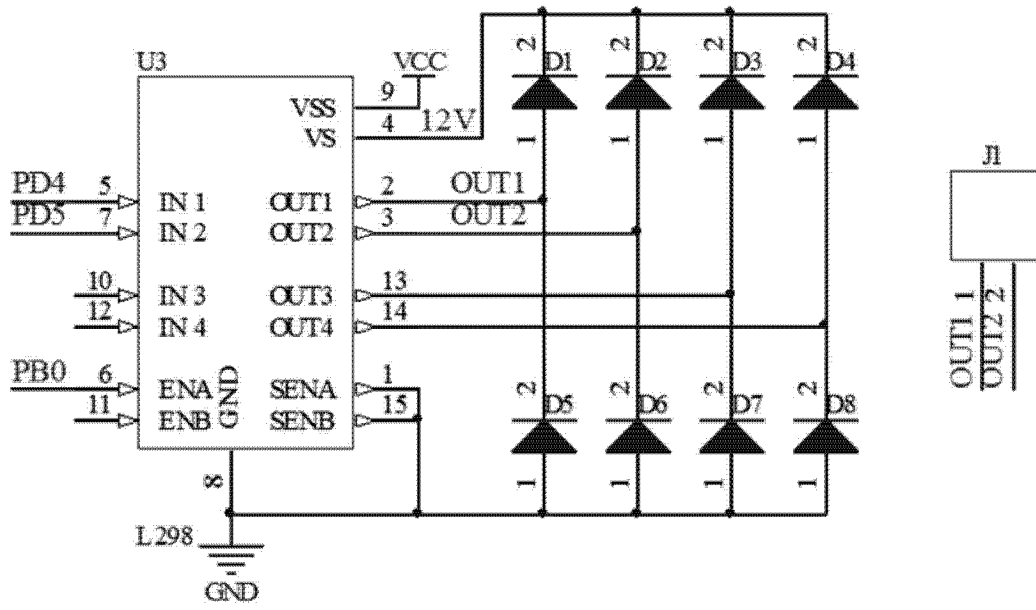 U3
VCC
VSS 9
VS 4 12V
PD4 5 IN 1 OUT1 2 OUT1
PD5 7 IN 2 OUT2 3 OUT2
10 IN 3 OUT3 13
12 IN 4 OUT4 14
PB0 6 ENA SENA 1
11 ENB SENB 15
GND
8
L298
GND
2 D1 2 D2 2 D3 2 D4
1 1 1 1
2 D5 2 D6 2 D7 2 D8
1 1 1 1
J1
OUT1 1
OUT2 2